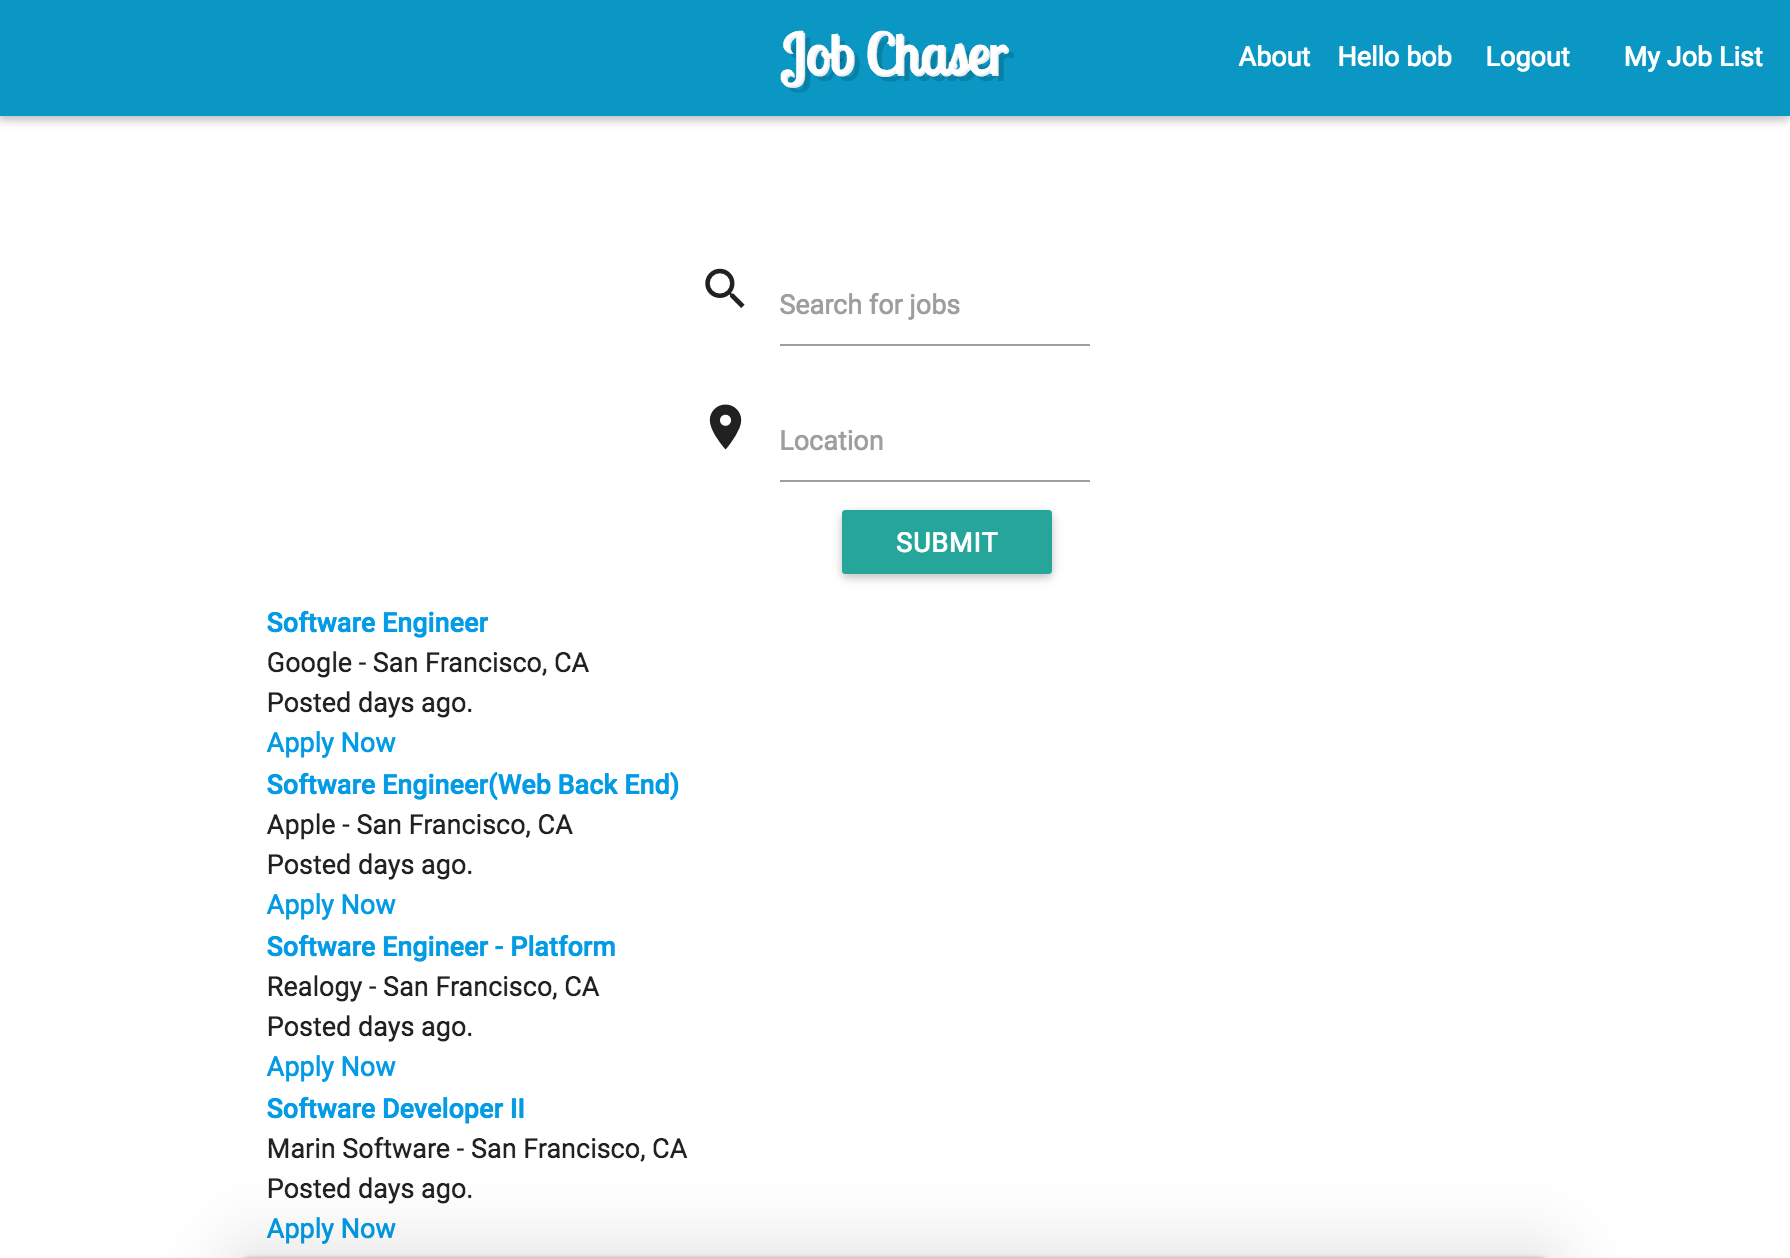 Job Chaser
About Hello bob Logout My Job List
Search for jobs
Location
SUBMIT
Software Engineer
Google - San Francisco, CA
Posted days ago.
Apply Now
Software Engineer(Web Back End)
Apple - San Francisco, CA
Posted days ago.
Apply Now
Software Engineer - Platform
Realogy - San Francisco, CA
Posted days ago.
Apply Now
Software Developer II
Marin Software - San Francisco, CA
Posted days ago.
Apply Now